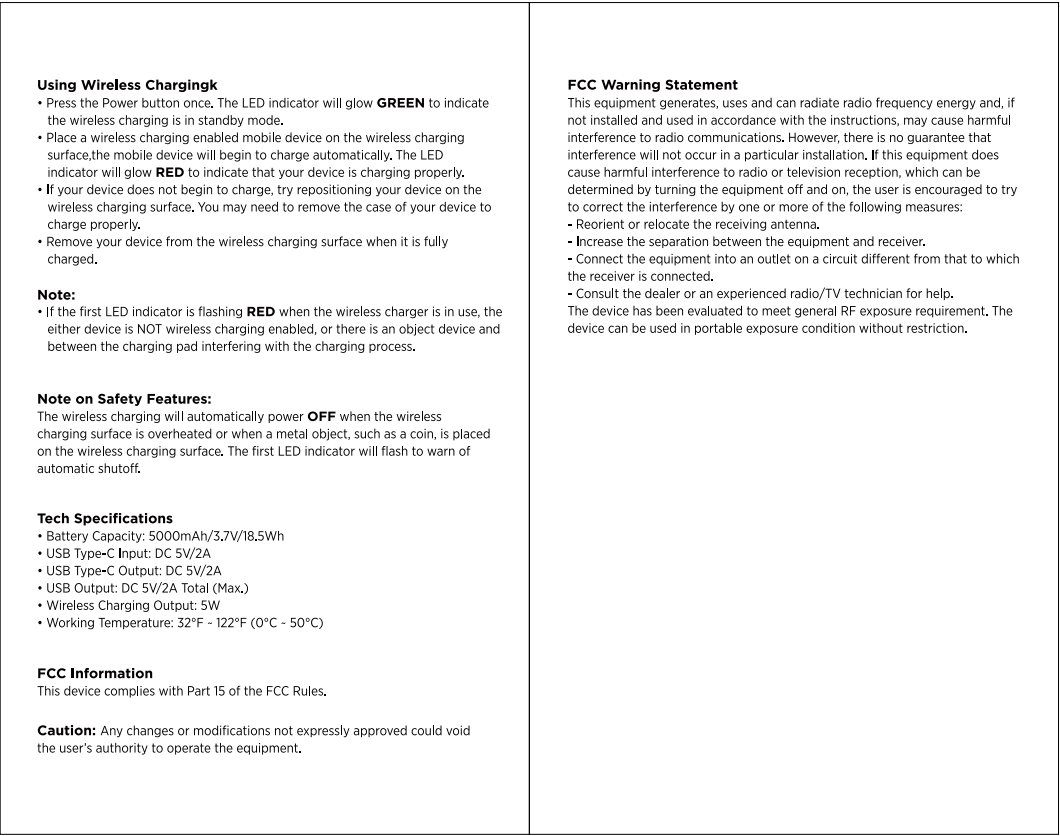 Using Wireless Chargingk
• Press the Power button once. The LED indicator will glow GREEN to indicate
the wireless charging is in standby mode.
• Place a wireless charging enabled mobile device on the wireless charging
surface,the mobile device will begin to charge automatically. The LED
indicator will glow RED to indicate that your device is charging properly.
• If your device does not begin to charge, try repositioning your device on the
wireless charging surface. You may need to remove the case of your device to
charge properly.
• Remove your device from the wireless charging surface when it is fully
charged.
Note:
• If the first LED indicator is flashing RED when the wireless charger is in use, the
either device is NOT wireless charging enabled, or there is an object device and
between the charging pad interfering with the charging process.
Note on Safety Features:
The wireless charging will automatically power OFF when the wireless
charging surface is overheated or when a metal object, such as a coin, is placed
on the wireless charging surface. The first LED indicator will flash to warn of
automatic shutoff.
Tech Specifications
• Battery Capacity: 5000mAh/3.7V/18.5Wh
• USB Type-C Input: DC 5V/2A
• USB Type-C Output: DC 5V/2A
• USB Output: DC 5V/2A Total (Max.)
• Wireless Charging Output: 5W
• Working Temperature: 32°F ~ 122°F (0°C ~ 50°C)
FCC Information
This device complies with Part 15 of the FCC Rules.
Caution: Any changes or modifications not expressly approved could void
the user's authority to operate the equipment.
FCC Warning Statement
This equipment generates, uses and can radiate radio frequency energy and, if
not installed and used in accordance with the instructions, may cause harmful
interference to radio communications. However, there is no guarantee that
interference will not occur in a particular installation. If this equipment does
cause harmful interference to radio or television reception, which can be
determined by turning the equipment off and on, the user is encouraged to try
to correct the interference by one or more of the following measures:
- Reorient or relocate the receiving antenna.
- Increase the separation between the equipment and receiver.
- Connect the equipment into an outlet on a circuit different from that to which
the receiver is connected.
- Consult the dealer or an experienced radio/TV technician for help.
The device has been evaluated to meet general RF exposure requirement. The
device can be used in portable exposure condition without restriction.